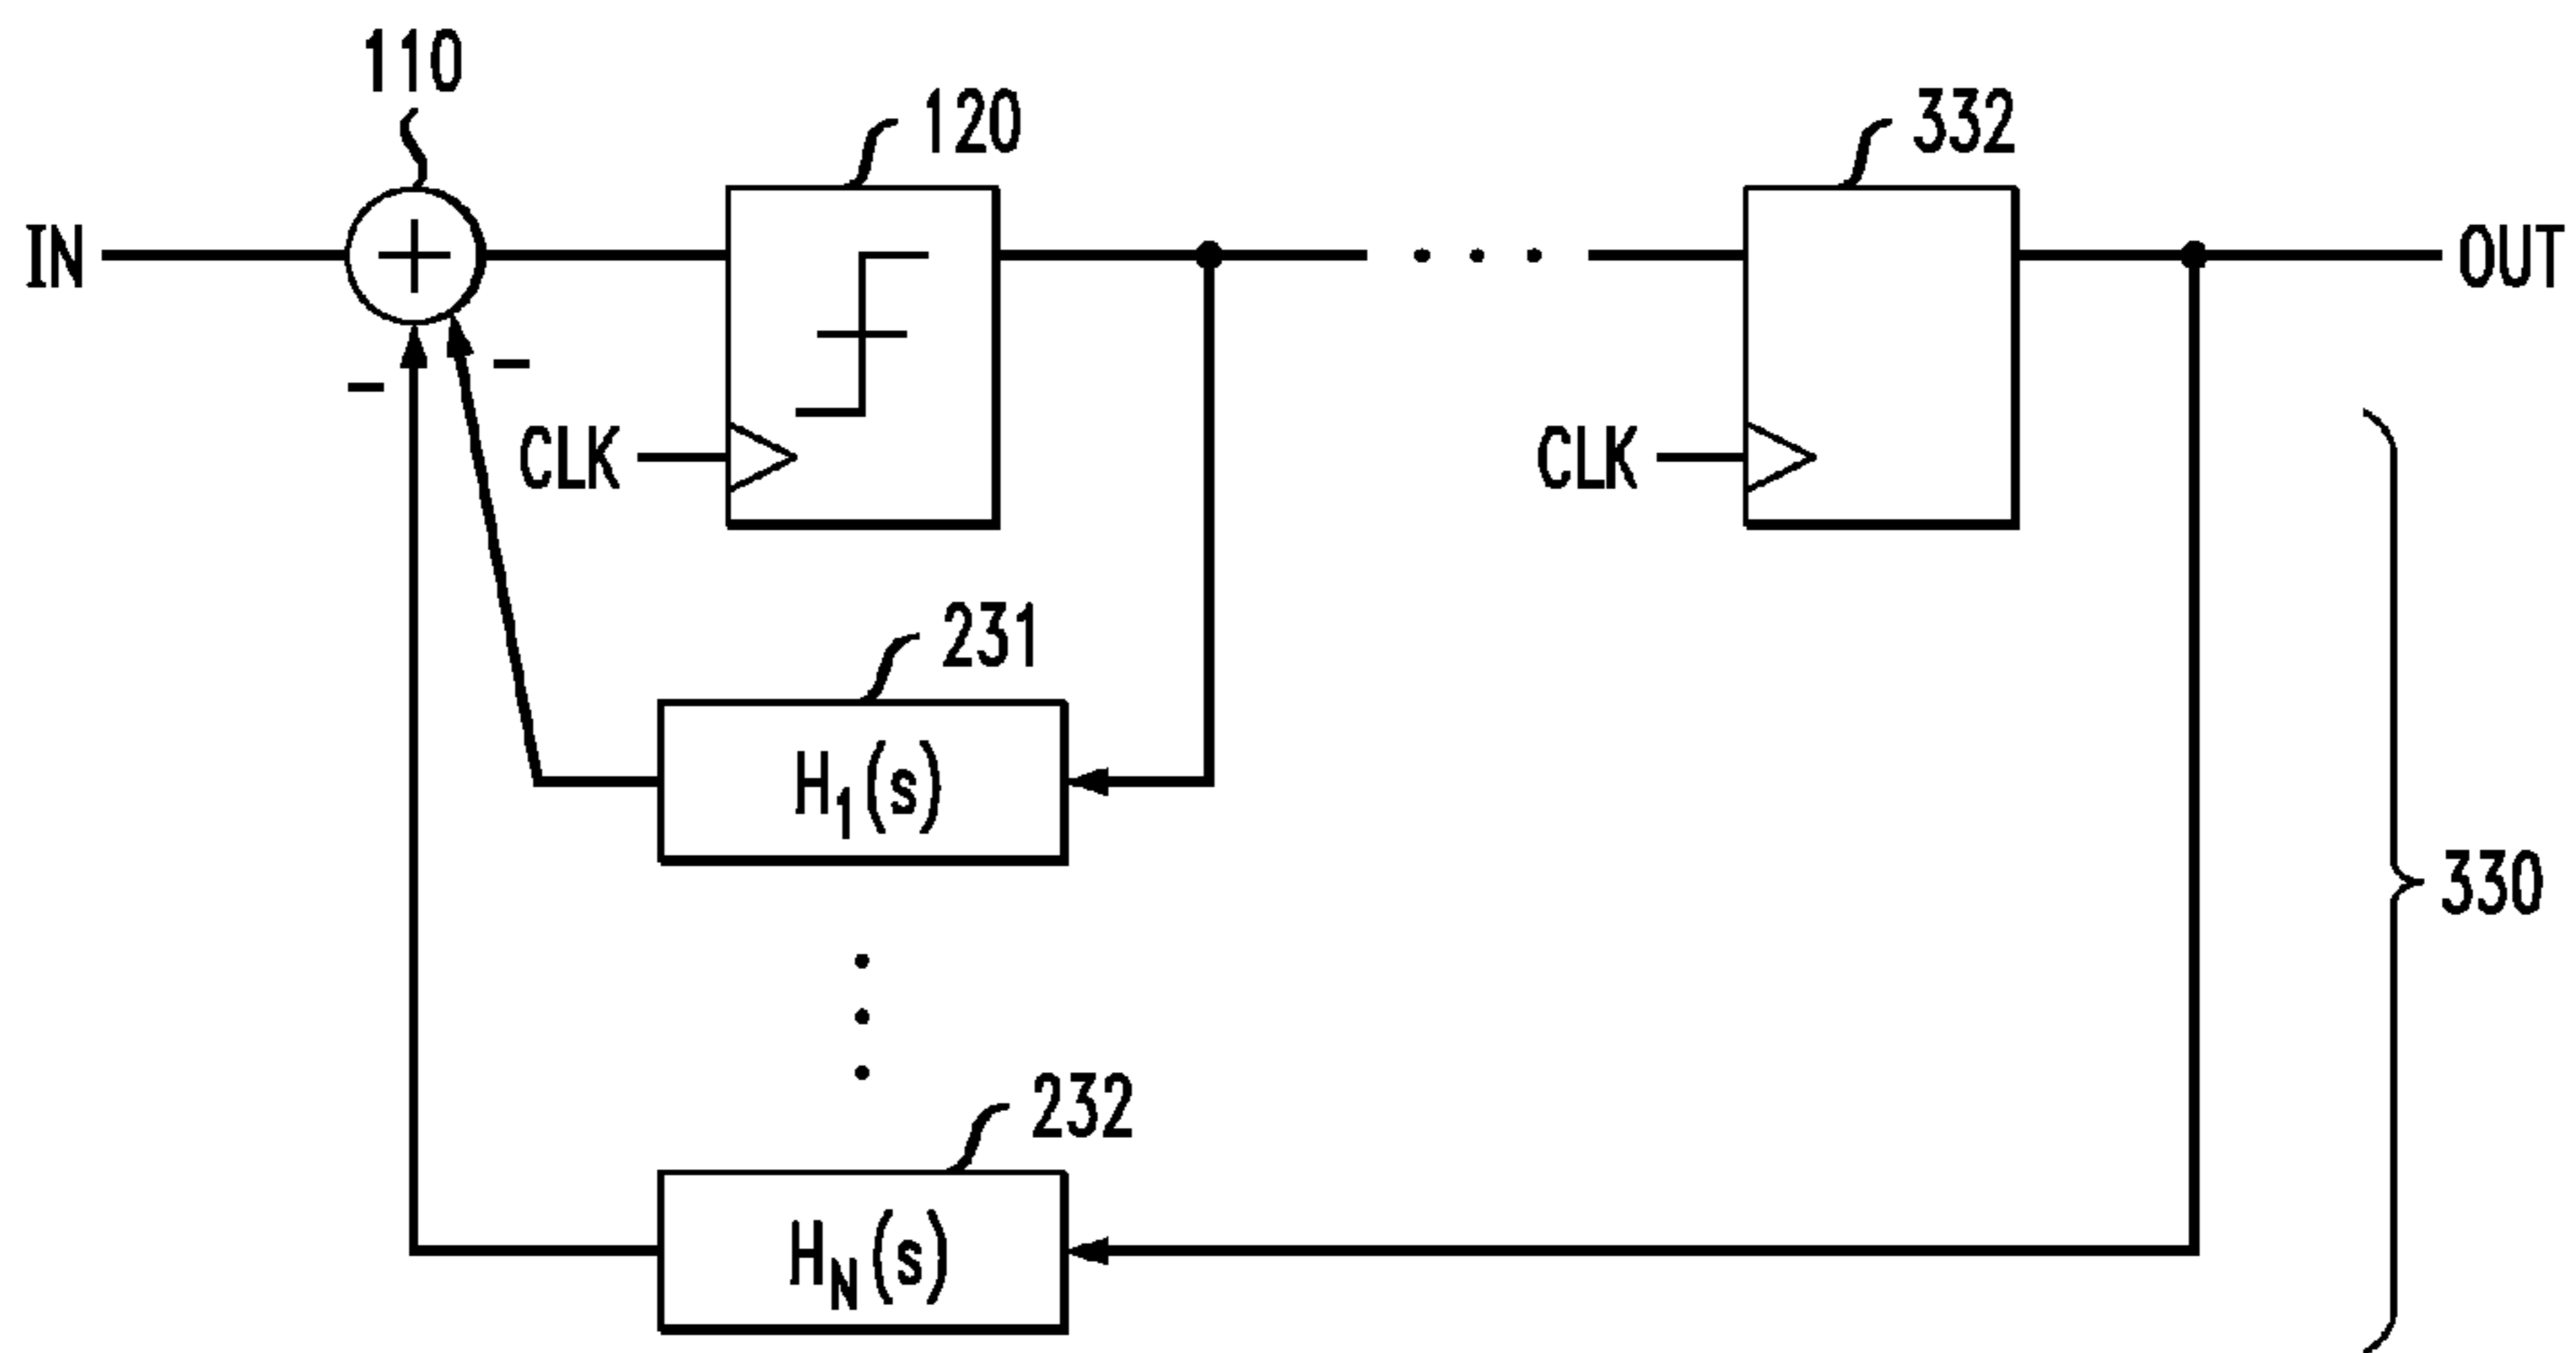 110
120
332
IN
+
OUT
-
-
CLK
CLK
231
H1(s)
330
232
HN(s)